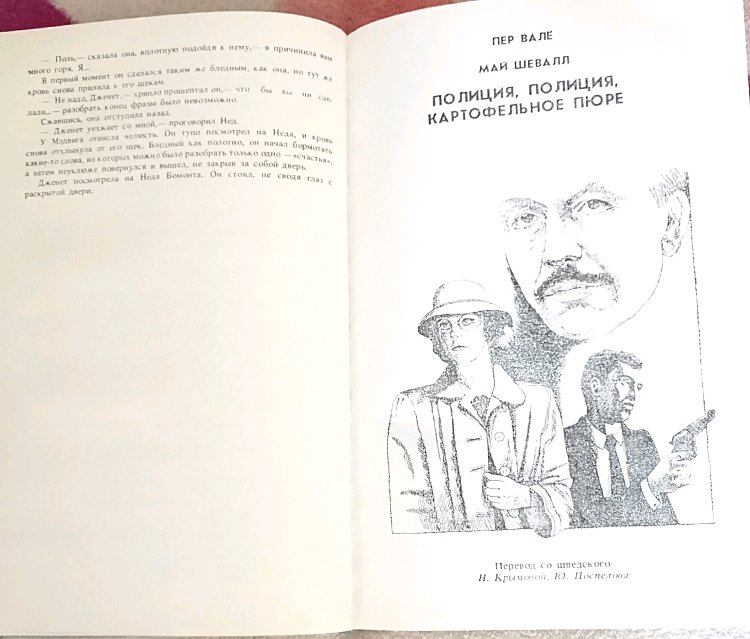 — Поль,— сказала она, вплотную подойдя к нему,— я причинила вам
много горя. Я...
В первый момент он сделался таким же бледным, как она, но тут же
кровь снова прилила к его щекам.
— Не надо, Дженет,— хрипло прошептал он,— что бы вы ни сде-
лали...— разобрать конец фразы было невозможно.
Сжавшись, она отступила назад.
— Дженет уезжает со мной,— проговорил Нед.
У Мэдвига отвисла челюсть. Он тупо посмотрел на Неда, и кровь
снова отхлынула от его щек. Бледный как полотно, он начал бормотать
какие-то слова, из которых можно было разобрать только одно —«счастья»,
а затем неуклюже повернулся и вышел, не закрыв за собой дверь.
Дженет посмотрела на Неда Бомонта. Он стоял, не сводя глаз с
раскрытой двери.
ПЕР ВАЛЁ
МАЙ ШЕВАЛЛ
ПОЛИЦИЯ, ПОЛИЦИЯ,
КАРТОФЕЛЬНОЕ ПЮРЕ
Перевод со шведского
Н. Крымовой, Ю. Поспелова